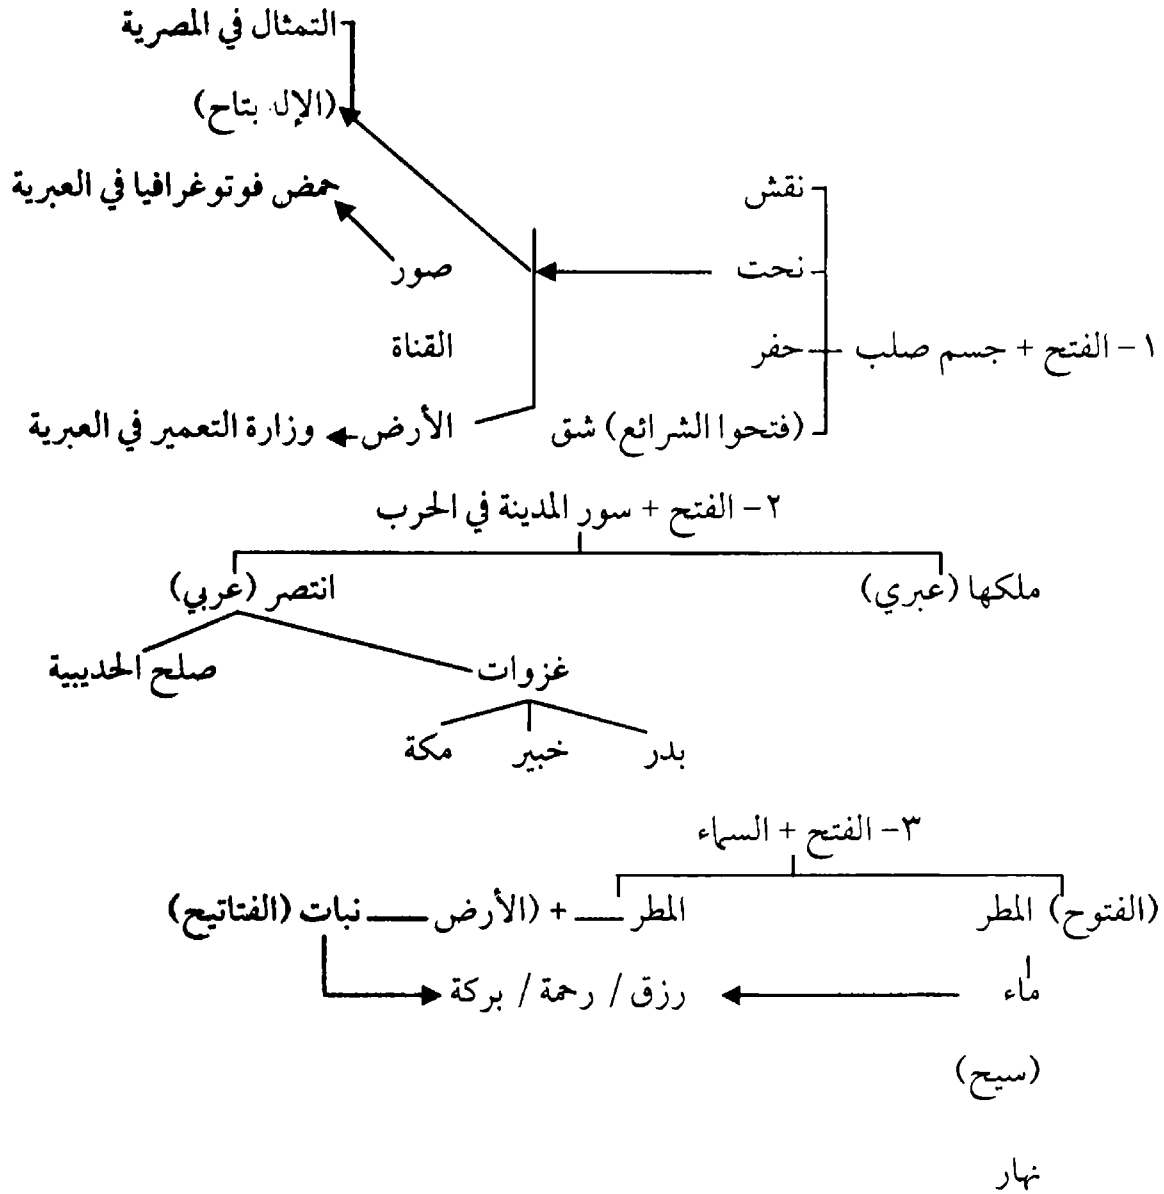 التمثال في المصرية
(الإله بتاح)
نقش حمض فوتوغرافيا في العبرية
نحت صور
١- الفتح + جسم صلب حفر القناة
(فتحوا الشرائع) شق الأرض وزارة التعمير في العبرية
٢- الفتح + سور المدينة في الحرب
ملكها (عبري) انتصر (عربي)
غزوات صلح الحديبية
بدر خبير مكة
٣- الفتح + السماء
(الفتوح) المطر المطر + (الأرض نبات (الفتاتيح)
ماء رزق / رحمة / بركة
(سيح)
نهار